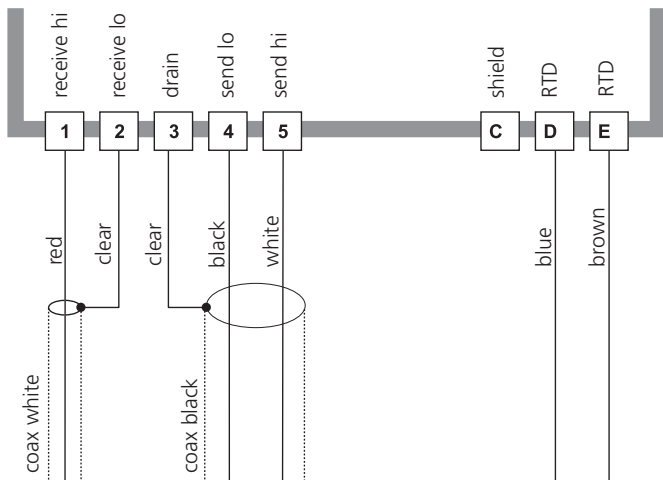 receive hi
receive lo
drain
send lo
send hi
shield
RTD
RTD
1
2
3
4
5
C
D
E
red
clear
clear
black
white
blue
brown
coax white
coax black